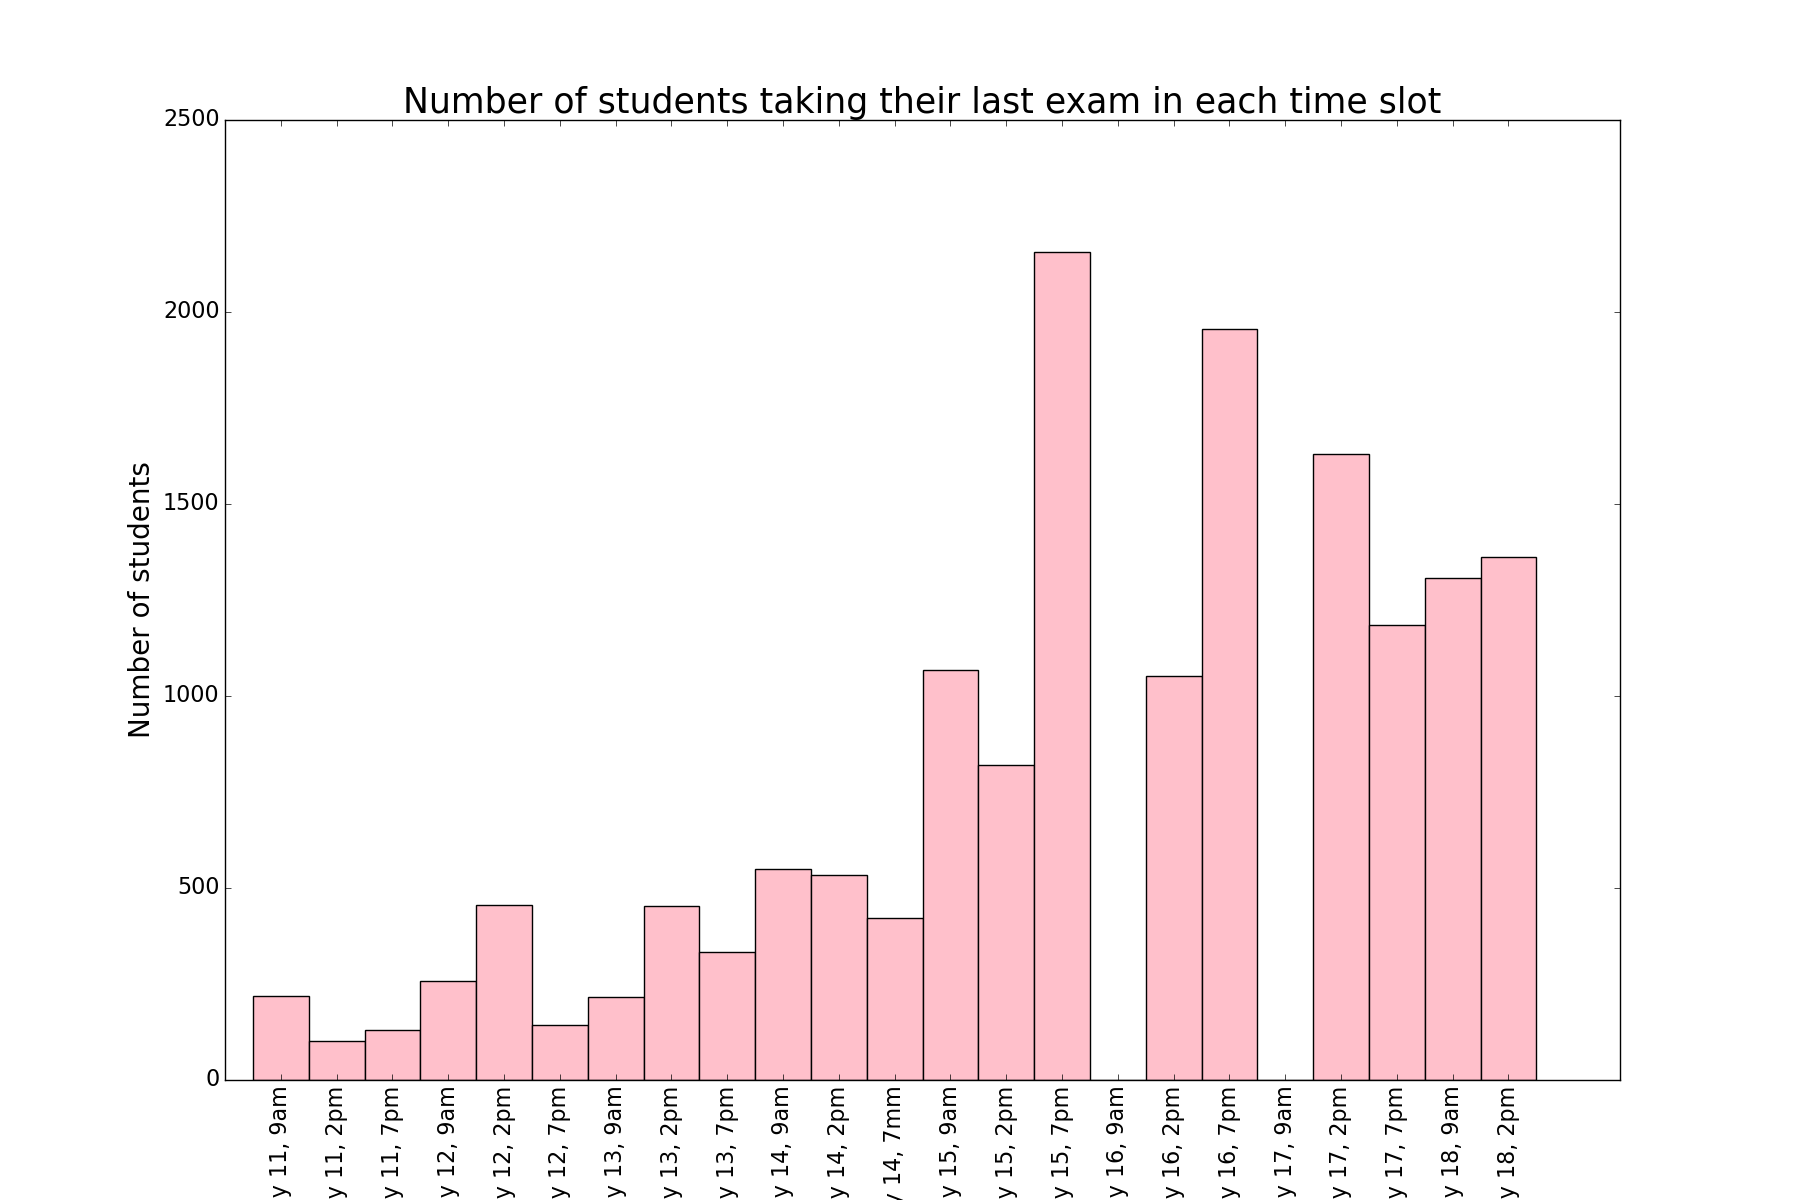 Number of students taking their last exam in each time slot
Number of students
2500
2000
1500
1000
500
0
y 11, 9am
y 11, 2pm
y 11, 7pm
y 12, 9am
y 12, 2pm
y 12, 7pm
y 13, 9am
y 13, 2pm
y 13, 7pm
y 14, 9am
y 14, 2pm
y 14, 7mm
y 15, 9am
y 15, 2pm
y 15, 7pm
y 16, 9am
y 16, 2pm
y 16, 7pm
y 17, 9am
y 17, 2pm
y 17, 7pm
y 18, 9am
y 18, 2pm